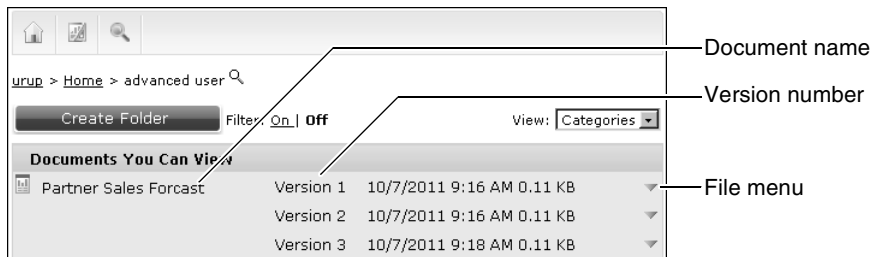 Document name
urup > Home > advanced user
Version number
Create Folder Filter: On | Off View: Categories
Documents You Can View
Partner Sales Forcast Version 1 10/7/2011 9:16 AM 0.11 KB File menu
Version 2 10/7/2011 9:16 AM 0.11 KB
Version 3 10/7/2011 9:18 AM 0.11 KB